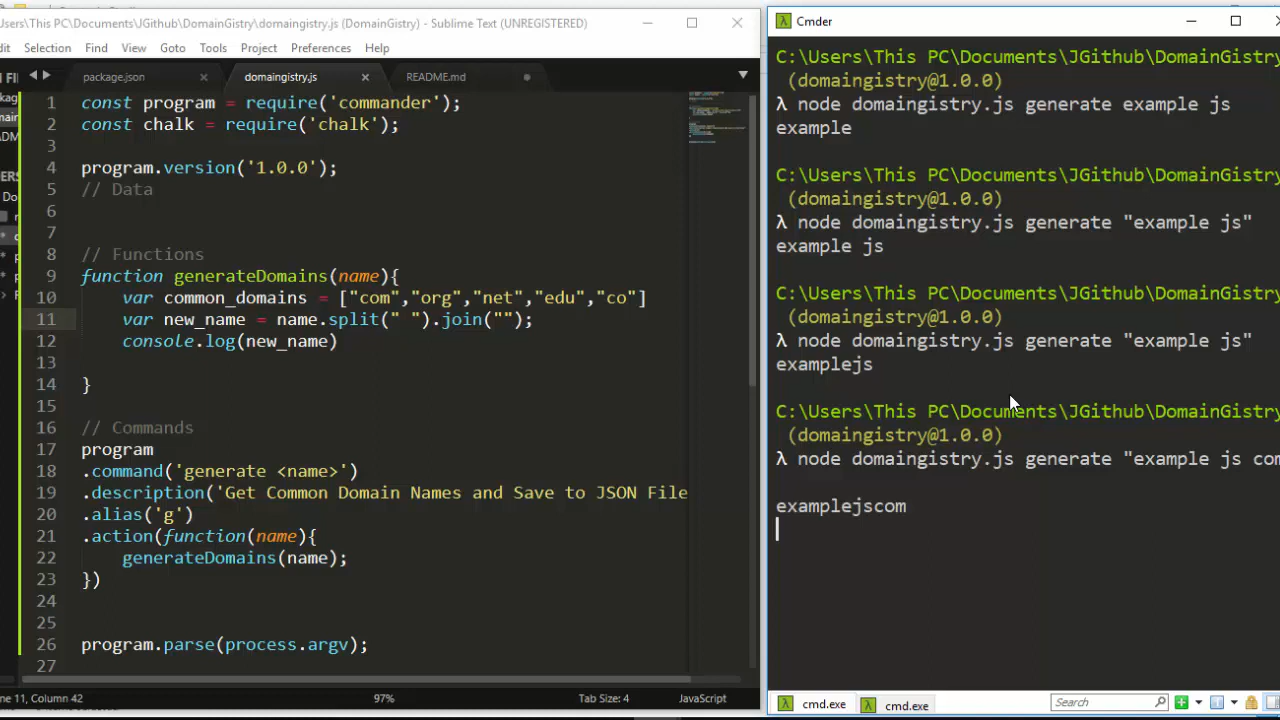 Users\This PC\Documents\JGithub\DomainGistry\domaingistry.js (DomainGistry) - Sublime Text (UNREGISTERED)
Selection Find View Goto Tools Project Preferences Help
package.json
domaingistry.js
README.md
1 const program = require('commander');
2 const chalk = require('chalk');
3
4 program.version('1.0.0');
5 // Data
6
7
8 // Functions
9 function generateDomains(name){
10 var common_domains = ["com","org","net","edu","co"]
11 var new_name = name.split(" ").join("");
12 console.log(new_name)
13
14 }
15
16 // Commands
17 program
18 .command('generate <name>')
19 .description('Get Common Domain Names and Save to JSON File
20 .alias('g')
21 .action(function(name){
22 generateDomains(name);
23 })
24
25
26 program.parse(process.argv);
27
ne 11, Column 42
97%
Tab Size: 4
JavaScript
Cmder
C:\Users\This PC\Documents\JGithub\DomainGistry
(domaingistry@1.0.0)
λ node domaingistry.js generate example js
example
C:\Users\This PC\Documents\JGithub\DomainGistry
(domaingistry@1.0.0)
λ node domaingistry.js generate "example js"
example js
C:\Users\This PC\Documents\JGithub\DomainGistry
(domaingistry@1.0.0)
λ node domaingistry.js generate "example js"
examplejs
C:\Users\This PC\Documents\JGithub\DomainGistry
(domaingistry@1.0.0)
λ node domaingistry.js generate "example js com
examplejscom
cmd.exe
cmd.exe
Search